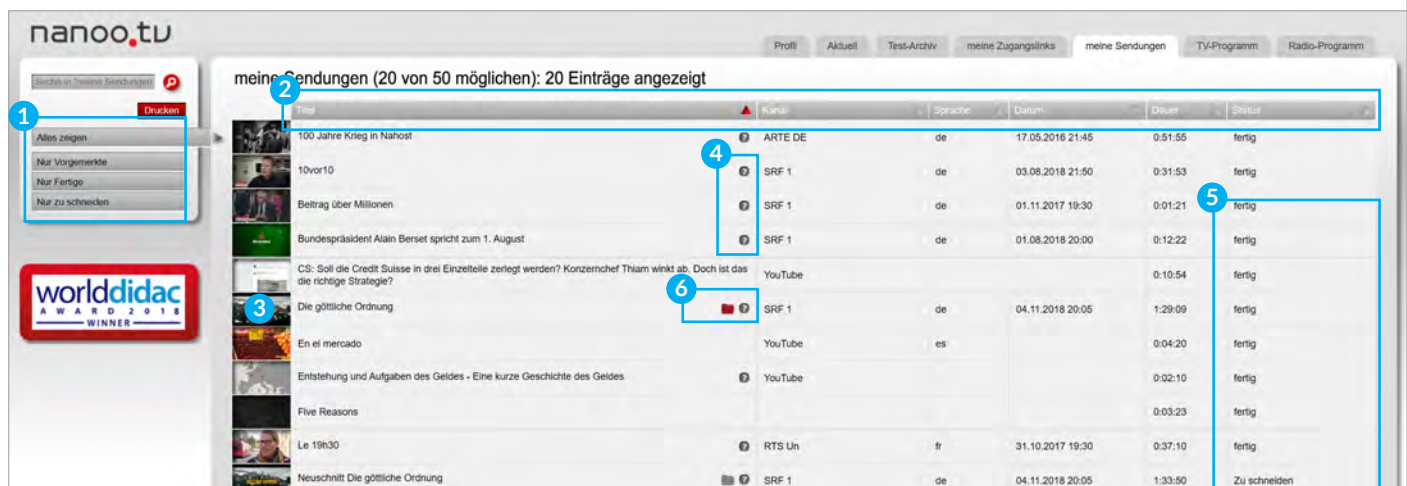 nanoo.tv
Profil Aktuell Test-Archiv meine Zugangslinks meine Sendungen TV-Programm Radio-Programm
Suche in "meine Sendungen
meine Sendungen (20 von 50 möglichen): 20 Einträge angezeigt
2
Drucken
Titel Kanal Sprache Datum Dauer Status
1
Alles zeigen
Nur Vorgemerkte
Nur Fertige
Nur zu schneiden
100 Jahre Krieg in Nahost ? ARTE DE de 17.05.2016 21:45 0:51:55 fertig
4
10vor10 ? SRF 1 de 03.08.2018 21:50 0:31:53 fertig
5
Beitrag über Millionen ? SRF 1 de 01.11.2017 19:30 0:01:21 fertig
Bundespräsident Alain Berset spricht zum 1. August ? SRF 1 de 01.08.2018 20:00 0:12:22 fertig
CS: Soll die Credit Suisse in drei Einzelteile zerlegt werden? Konzernchef Thiam winkt ab. Doch ist das
die richtige Strategie? YouTube 0:10:54 fertig
worlddidac
AWARD 2018
WINNER
6
3
Die göttliche Ordnung ? SRF 1 de 04.11.2018 20:05 1:29:09 fertig
En el mercado YouTube es 0:04:20 fertig
Entstehung und Aufgaben des Geldes - Eine kurze Geschichte des Geldes ? YouTube 0:02:10 fertig
Five Reasons 0:03:23 fertig
Le 19h30 ? RTS Un fr 31.10.2017 19:30 0:37:10 fertig
Neuschnitt Die göttliche Ordnung ? SRF 1 de 04.11.2018 20:05 1:33:50 Zu schneiden